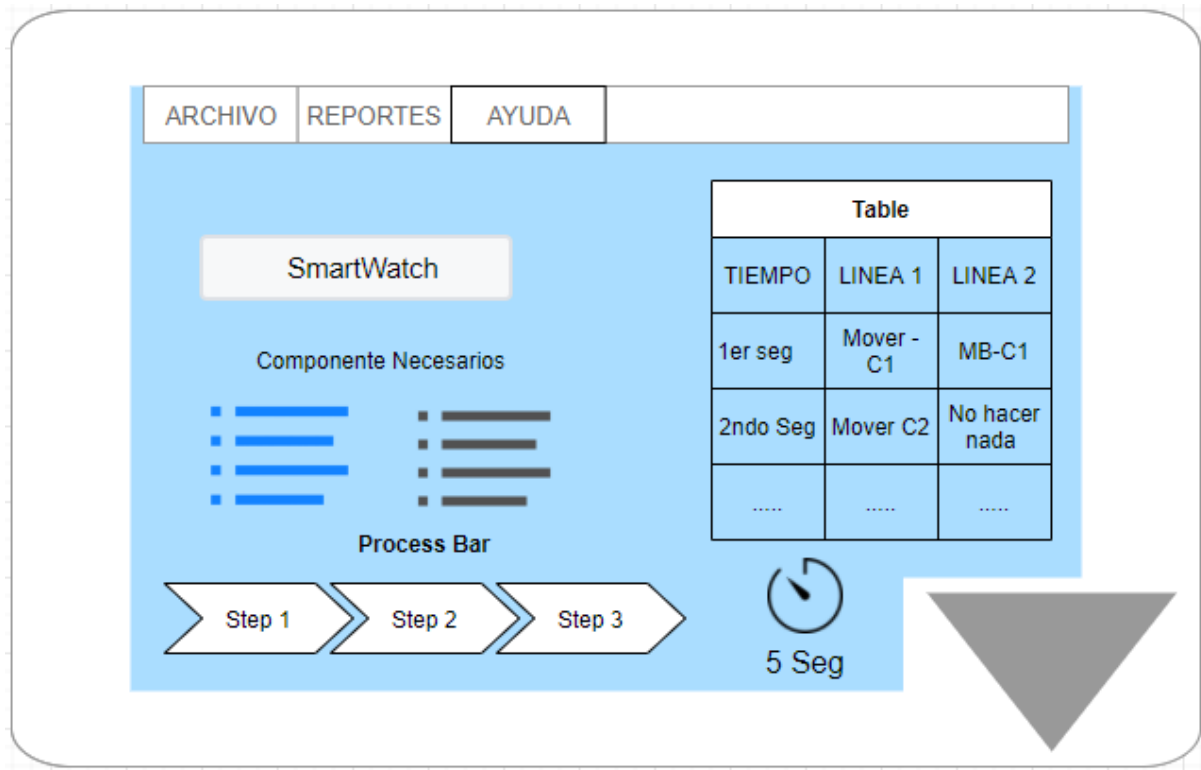 ARCHIVO REPORTES AYUDA
SmartWatch
Componente Necesarios
Process Bar
Step 1 Step 2 Step 3
Table
TIEMPO LINEA 1 LINEA 2
1er seg
Mover -
C1
MB-C1
2ndo Seg
Mover C2
No hacer
nada
..... ..... .....
5 Seg